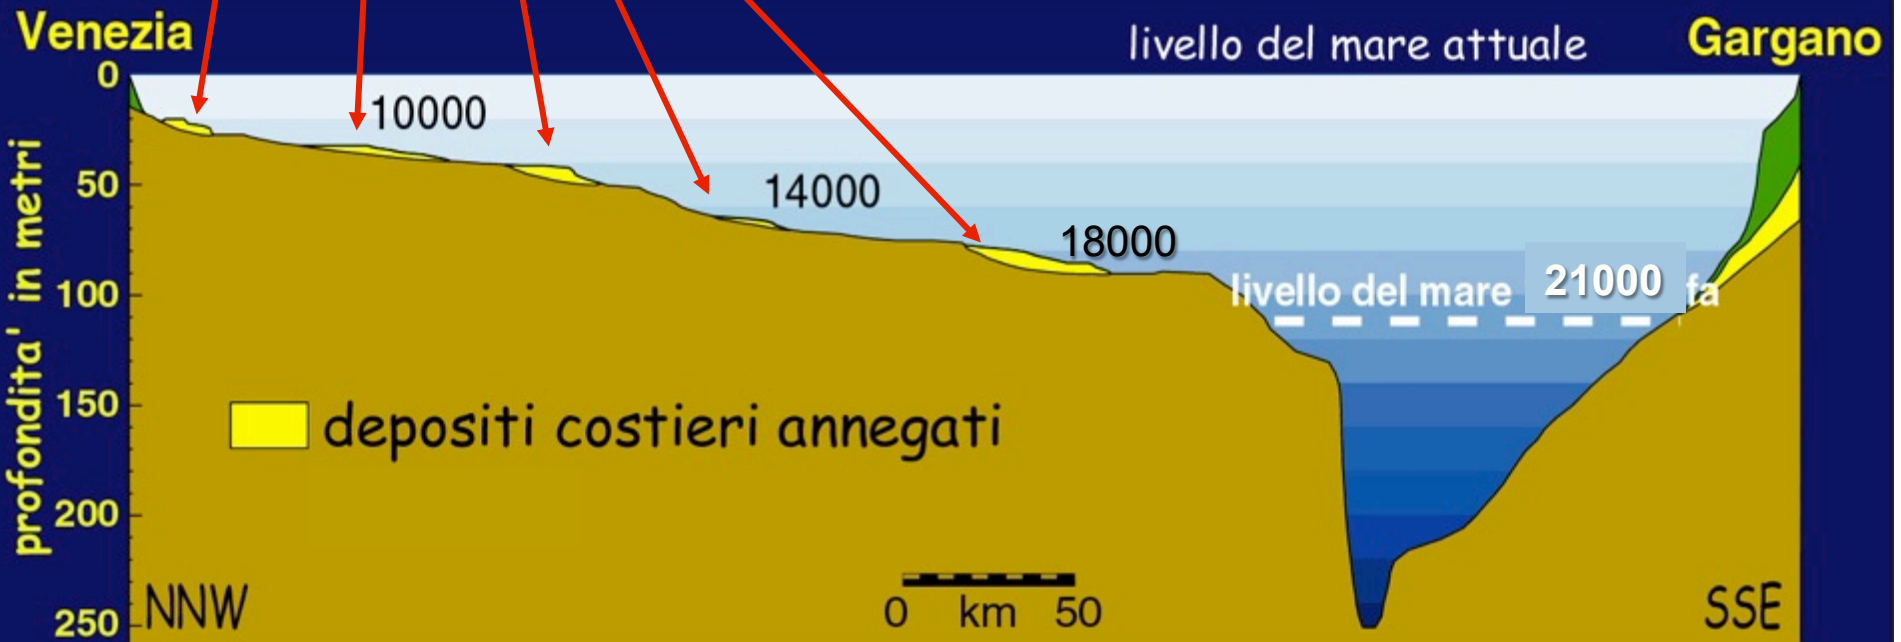 Venezia
livello del mare attuale
Gargano
0
10000
50
14000
18000
100
livello del mare 21000 fa
150
depositi costieri annegati
200
250
profondita' in metri
NNW
0 km 50
SSE